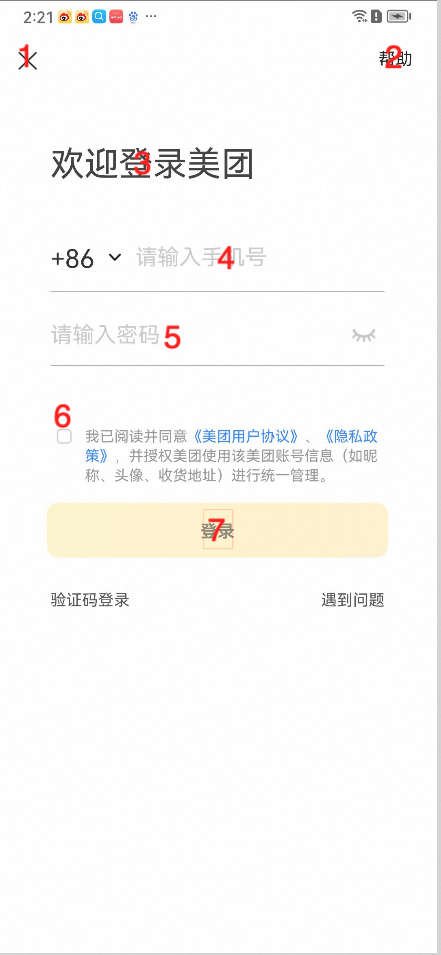 2:21
1
帮助
2
欢迎登录美团
3
+86 请输入手机号
4
请输入密码
5
6
我已阅读并同意《美团用户协议》、《隐私政
策》，并授权美团使用该美团账号信息（如昵
称、头像、收货地址）进行统一管理。
登录
7
验证码登录 遇到问题